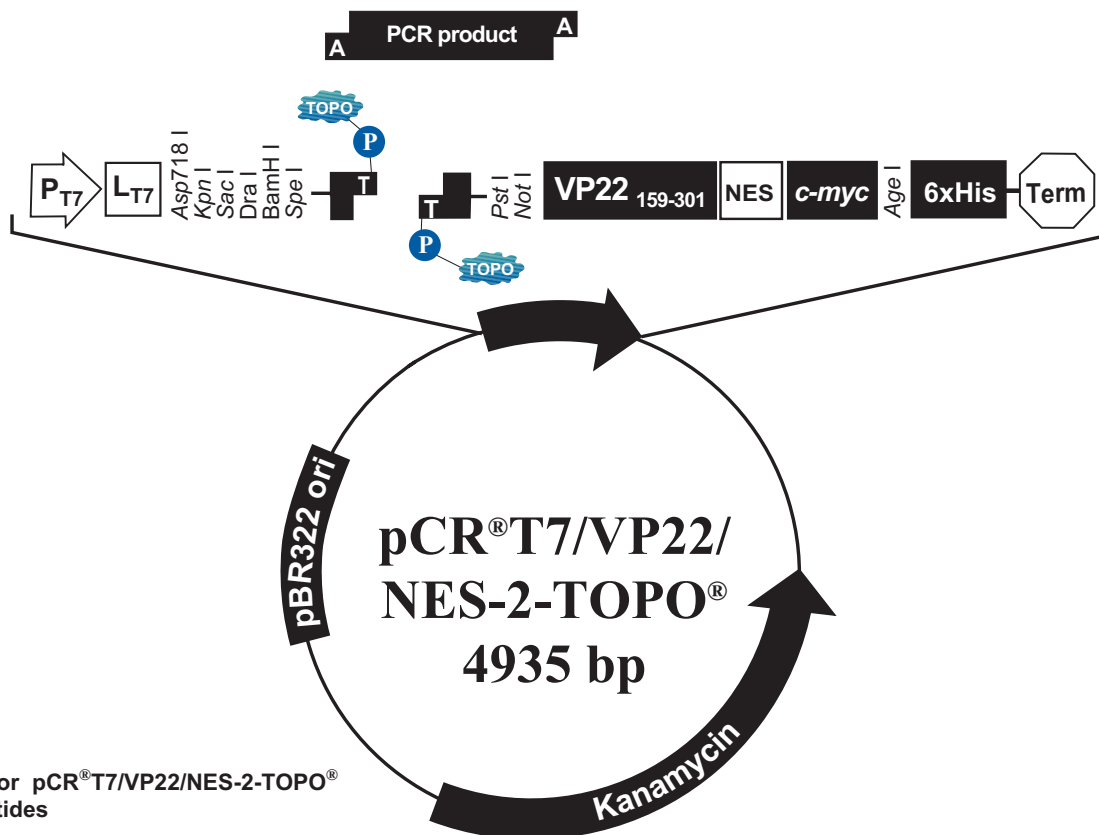 A PCR product A
TOPO
P
P T7 L T7 Asp718 I Kpn I Sac I Dra I BamH I Spe I T T Pst I Not I VP22 159-301 NES c-myc Age I 6xHis Term
P
TOPO
pBR322 ori
pCR®T7/VP22/
NES-2-TOPO®
4935 bp
Kanamycin
or pCR®T7/VP22/NES-2-TOPO®
tides